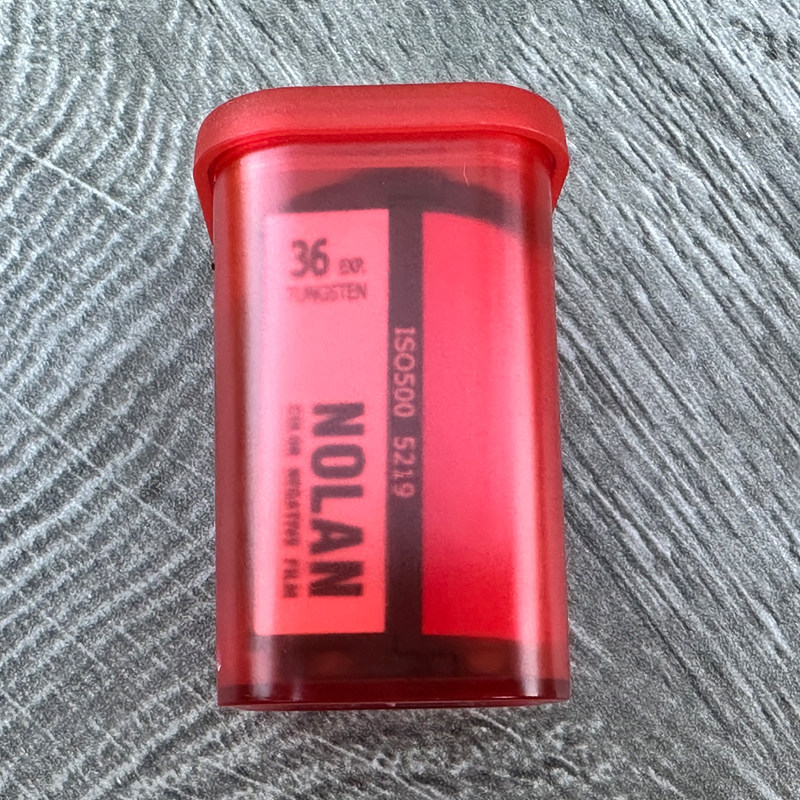 36 EXP.
TUNGSTEN
NOLAN
COLOR NEGATIVE FILM
ISO500 5219